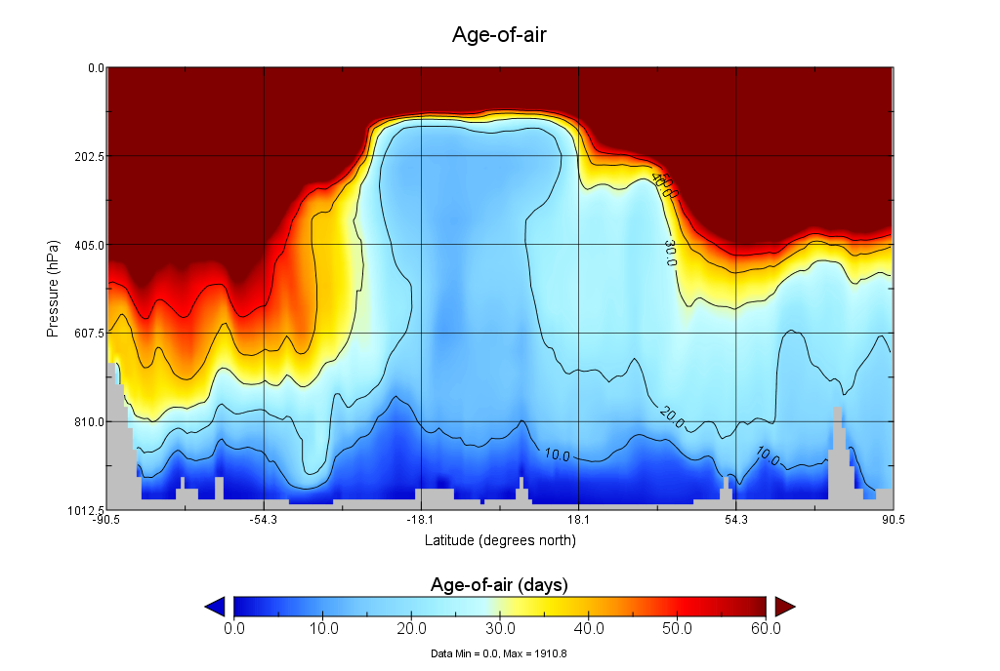 Age-of-air
0.0
202.5
405.0
607.5
810.0
1012.5
Pressure (hPa)
50.0
40.0
30.0
20.0
10.0
10.0
-90.5 -54.3 -18.1 18.1 54.3 90.5
Latitude (degrees north)
Age-of-air (days)
0.0 10.0 20.0 30.0 40.0 50.0 60.0
Data Min = 0.0, Max = 1910.8